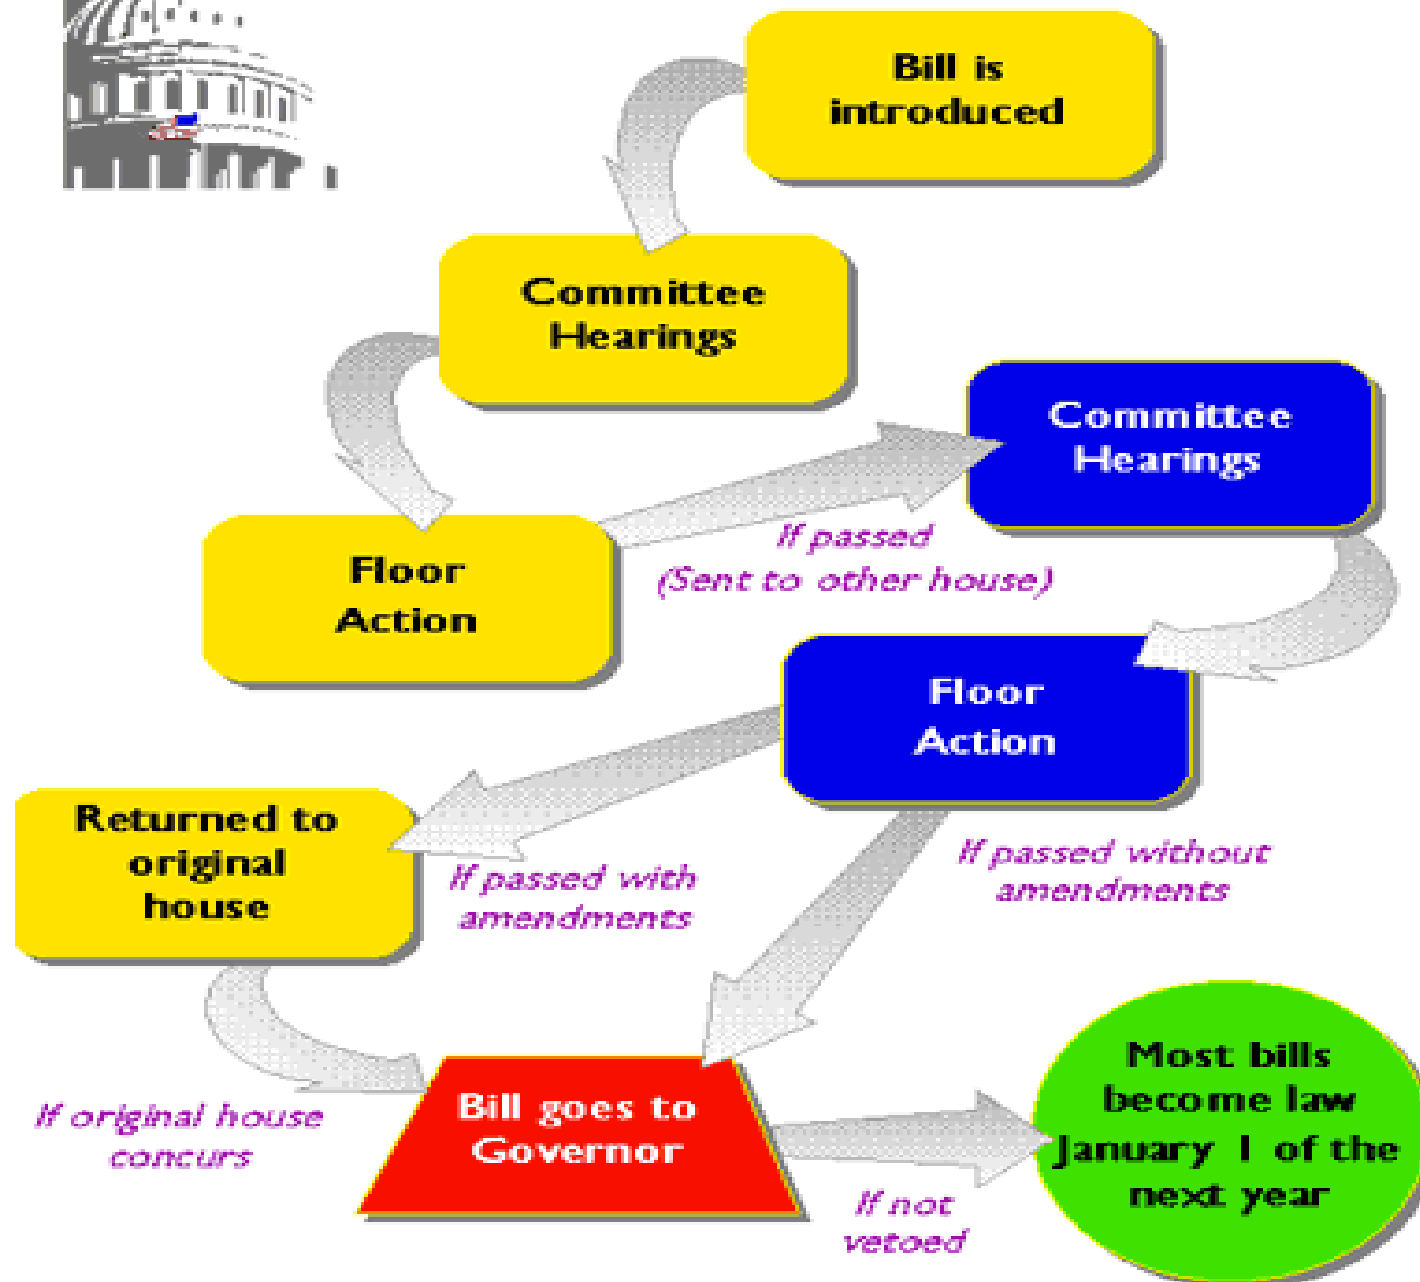 Bill is
introduced
Committee
Hearings
Committee
Hearings
If passed
(Sent to other house)
Floor
Action
Floor
Action
Returned to
original
house
If passed with
amendments
If passed without
amendments
If original house
concurs
Bill goes to
Governor
If not
vetoed
Most bills
become law
January 1 of the
next year